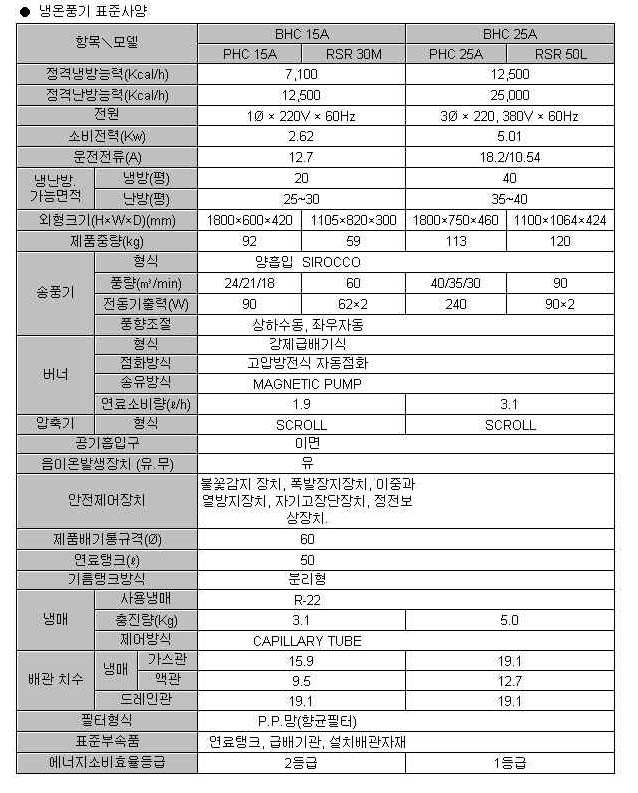 ● 냉온풍기 표준사양
항목＼모델 BHC 15A BHC 25A
PHC 15A RSR 30M PHC 25A RSR 50L
정격냉방능력(Kcal/h) 7,100 12,500
정격난방능력(Kcal/h) 12,500 25,000
전원 1Ø × 220V × 60Hz 3Ø × 220, 380V × 60Hz
소비전력(Kw) 2.62 5.01
운전전류(A) 12.7 18.2/10.54
냉난방.
가능면적
냉방(평) 20 40
난방(평) 25~30 35~40
외형크기(H×W×D)(mm) 1800×600×420 1105×820×300 1800×750×460 1100×1064×424
제품중량(kg) 92 59 113 120
송풍기
형식 양흡입 SIROCCO
풍량(㎥/min) 24/21/18 60 40/35/30 90
전동기출력(W) 90 62×2 240 90×2
풍향조절 상하수동, 좌우자동
버너
형식 강제급배기식
점화방식 고압방전식 자동점화
송유방식 MAGNETIC PUMP
연료소비량(ℓ/h) 1.9 3.1
압축기 형식 SCROLL SCROLL
공기흡입구 이면
음이온발생장치 (유.무) 유
안전제어장치
불꽃감지 장치, 폭발장지장치, 이중과
열방지장치, 자기고장단장치, 정전보
상장치.
제품배기통규격(Ø) 60
연료탱크(ℓ) 50
기름탱크방식 분리형
냉매
사용냉매 R-22
충진량(Kg) 3.1 5.0
제어방식 CAPILLARY TUBE
배관 치수
냉매
가스관 15.9 19.1
액관 9.5 12.7
드레인관 19.1 19.1
필터형식 P.P.망(향균필터)
표준부속품 연료탱크, 급배기관, 설치배관자재
에너지소비효율등급 2등급 1등급